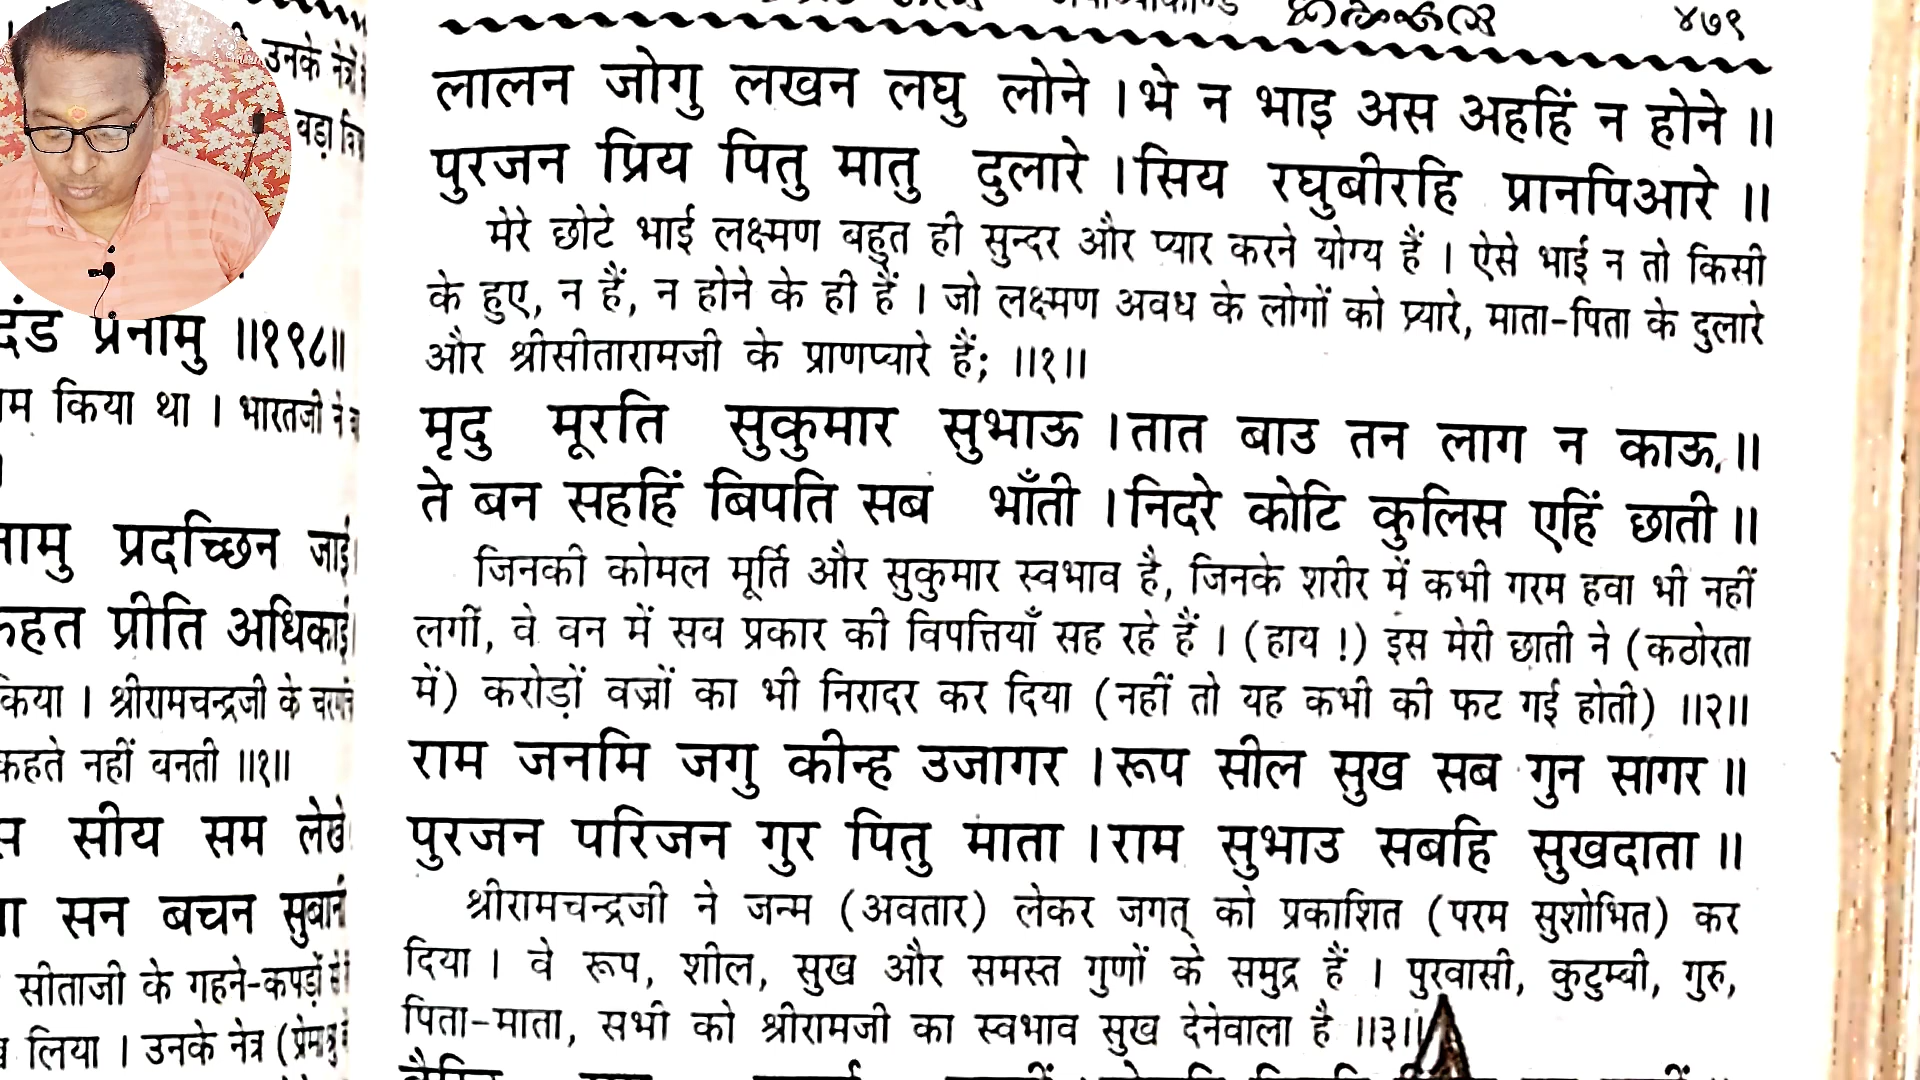 उनके
वड़ा
दंड प्रनामु ॥१९८॥
किया था । भारतजी ने
प्रदच्छिन जाई
प्रीति अधिकाई
श्रीरामचन्द्रजी के
कहते नहीं बनती ॥१॥
सीय सम लेखे
सन बचन
सीताजी के गहने-कपड़ों
लिया । उनके नेत्र
४७९
लालन जोगु लखन लघु लोने । भे न भाइ अस अहहिं न होने ॥
पुरजन प्रिय पितु मातु दुलारे । सिय रघुबीरहि प्रानपिआरे ॥
मेरे छोटे भाई लक्ष्मण बहुत ही सुन्दर और प्यार करने योग्य हैं । ऐसे भाई न तो किसी
के हुए, न हैं, न होने के ही हैं । जो लक्ष्मण अवध के लोगों को प्यारे, माता-पिता के दुलारे
और श्रीसीतारामजी के प्राणप्यारे हैं; ॥१॥
मृदु मूरति सुकुमार सुभाऊ । तात बाउ तन लाग न काऊ ॥
ते बन सहहिं बिपति सब भाँती । निदरे कोटि कुलिस एहिं छाती ॥
जिनकी कोमल मूर्ति और सुकुमार स्वभाव है, जिनके शरीर में कभी गरम हवा भी नहीं
लगीं, वे वन में सब प्रकार की विपत्तियाँ सह रहे हैं । (हाय !) इस मेरी छाती ने (कठोरता
में) करोड़ों वज्रों का भी निरादर कर दिया (नहीं तो यह कभी की फट गई होती) ॥२॥
राम जनमि जगु कीन्ह उजागर । रूप सील सुख सब गुन सागर ॥
पुरजन परिजन गुर पितु माता । राम सुभाउ सबहि सुखदाता ॥
श्रीरामचन्द्रजी ने जन्म (अवतार) लेकर जगत् को प्रकाशित (परम सुशोभित) कर
दिया । वे रूप, शील, सुख और समस्त गुणों के समुद्र हैं । पुरवासी, कुटुम्बी, गुरु,
पिता-माता, सभी को श्रीरामजी का स्वभाव सुख देनेवाला है ॥३॥